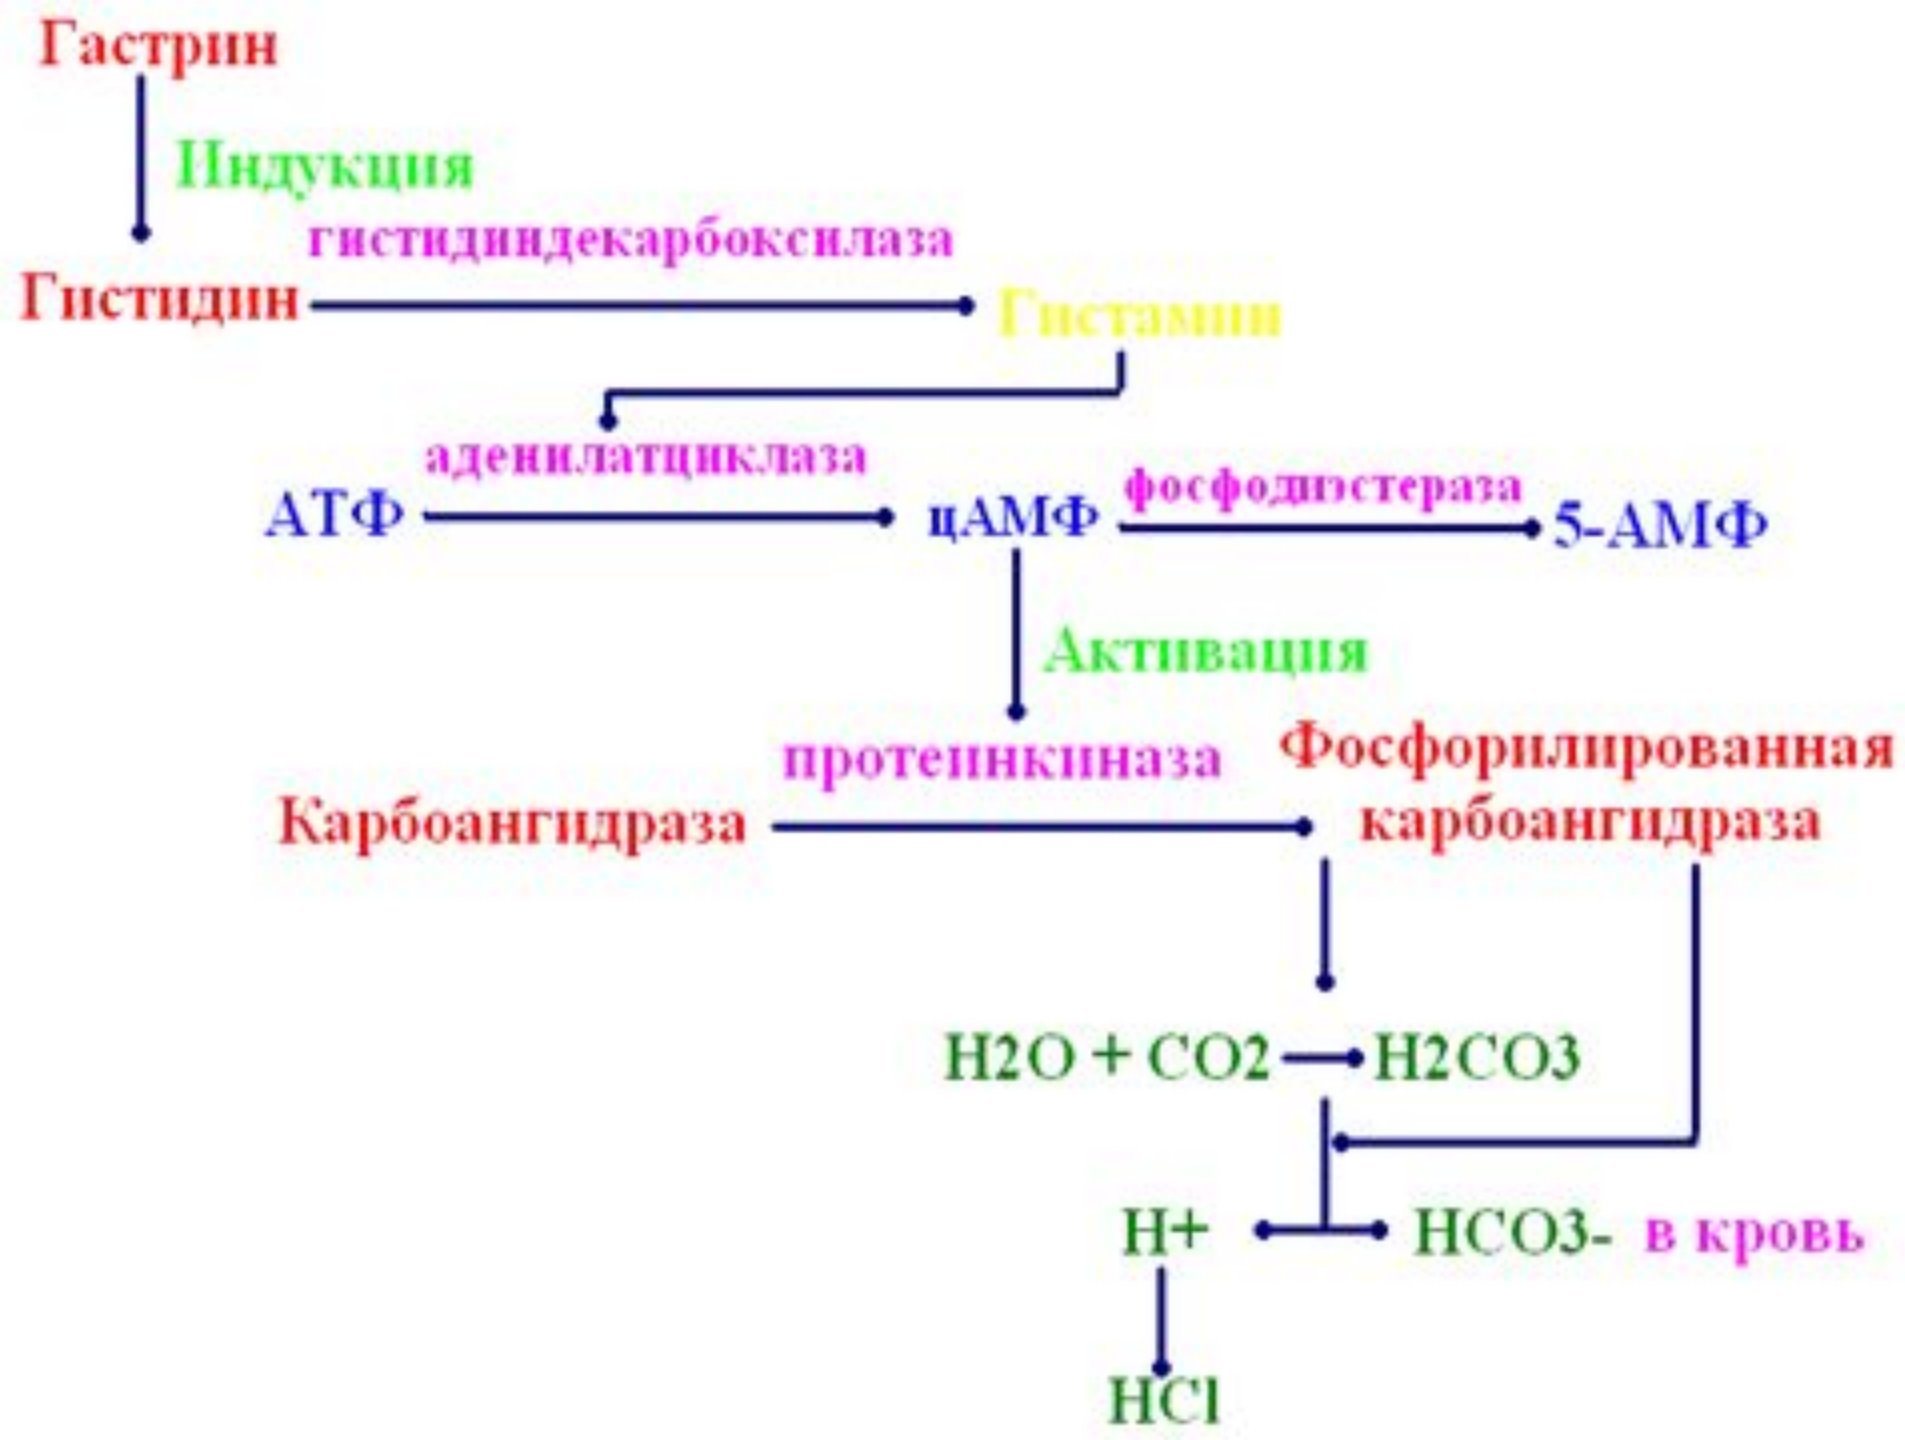 Гастрин
Индукция
гистидиндекарбоксилаза
Гистидин
Гистамин
аденилатциклаза
фосфодиэстераза
АТФ
цАМФ
5-АМФ
Активация
протеинкиназа
Фосфорилированная
карбоангидраза
Карбоангидраза
H2O + CO2
H2CO3
H+
HCO3- в кровь
HCl